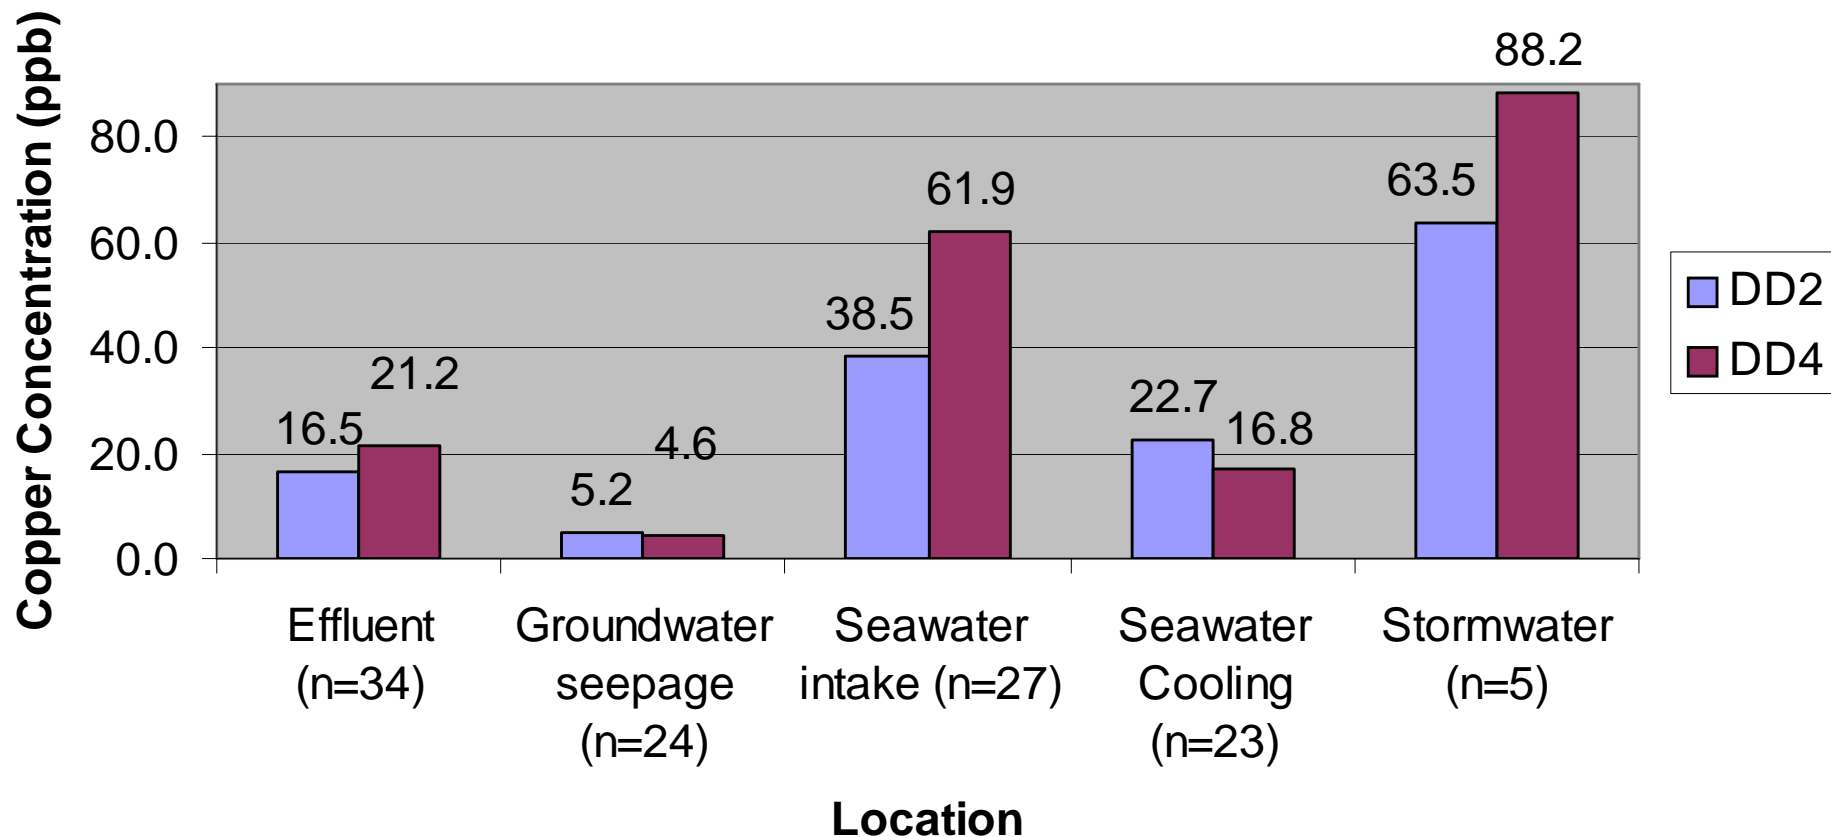 Copper Concentration (ppb)
80.0
60.0
40.0
20.0
0.0
16.5
21.2
5.2
4.6
38.5
61.9
22.7
16.8
63.5
88.2
Effluent
(n=34)
Groundwater
seepage
(n=24)
Seawater
intake (n=27)
Seawater
Cooling
(n=23)
Stormwater
(n=5)
Location
DD2
DD4